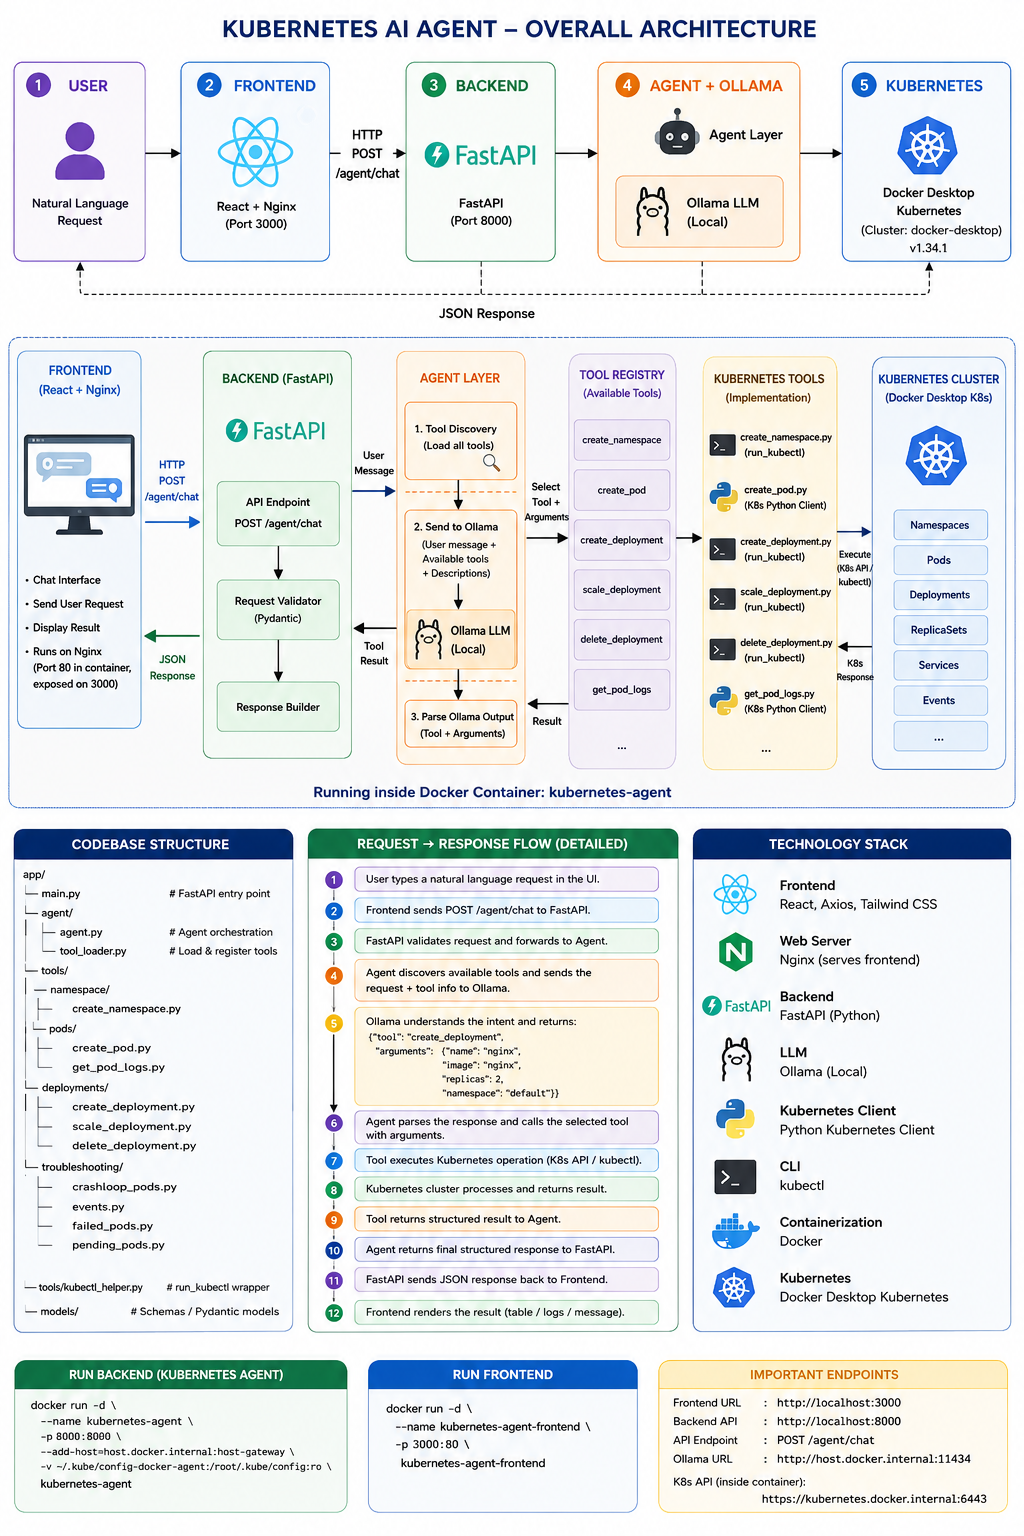 KUBERNETES AI AGENT – OVERALL ARCHITECTURE
1 USER
Natural Language
Request
2 FRONTEND
React + Nginx
(Port 3000)
HTTP
POST
/agent/chat
3 BACKEND
FastAPI
FastAPI
(Port 8000)
4 AGENT + OLLAMA
Agent Layer
Ollama LLM
(Local)
5 KUBERNETES
Docker Desktop
Kubernetes
(Cluster: docker-desktop)
v1.34.1
JSON Response
FRONTEND
(React + Nginx)
• Chat Interface
• Send User Request
• Display Result
• Runs on Nginx
(Port 80 in container,
exposed on 3000)
HTTP
POST
/agent/chat
JSON
Response
BACKEND (FastAPI)
FastAPI
API Endpoint
POST /agent/chat
Request Validator
(Pydantic)
Response Builder
User
Message
Tool
Result
AGENT LAYER
1. Tool Discovery
(Load all tools)
2. Send to Ollama
(User message +
Available tools
+ Descriptions)
Ollama LLM
(Local)
3. Parse Ollama Output
(Tool + Arguments)
Select
Tool +
Arguments
Result
TOOL REGISTRY
(Available Tools)
create_namespace
create_pod
create_deployment
scale_deployment
delete_deployment
get_pod_logs
...
KUBERNETES TOOLS
(Implementation)
create_namespace.py
(run_kubectl)
create_pod.py
(K8s Python Client)
create_deployment.py
(run_kubectl)
scale_deployment.py
(run_kubectl)
delete_deployment.py
(run_kubectl)
get_pod_logs.py
(K8s Python Client)
...
Execute
(K8s API /
kubectl)
K8s
Response
KUBERNETES CLUSTER
(Docker Desktop K8s)
Namespaces
Pods
Deployments
ReplicaSets
Services
Events
...
Running inside Docker Container: kubernetes-agent
CODEBASE STRUCTURE
app/
main.py # FastAPI entry point
agent/
agent.py # Agent orchestration
tool_loader.py # Load & register tools
tools/
namespace/
create_namespace.py
pods/
create_pod.py
get_pod_logs.py
deployments/
create_deployment.py
scale_deployment.py
delete_deployment.py
troubleshooting/
crashloop_pods.py
events.py
failed_pods.py
pending_pods.py
tools/kubectl_helper.py # run_kubectl wrapper
models/ # Schemas / Pydantic models
REQUEST → RESPONSE FLOW (DETAILED)
1 User types a natural language request in the UI.
2 Frontend sends POST /agent/chat to FastAPI.
3 FastAPI validates request and forwards to Agent.
4 Agent discovers available tools and sends the
request + tool info to Ollama.
5 Ollama understands the intent and returns:
{"tool": "create_deployment",
"arguments": {"name": "nginx",
"image": "nginx",
"replicas": 2,
"namespace": "default"}}
6 Agent parses the response and calls the selected tool
with arguments.
7 Tool executes Kubernetes operation (K8s API / kubectl).
8 Kubernetes cluster processes and returns result.
9 Tool returns structured result to Agent.
10 Agent returns final structured response to FastAPI.
11 FastAPI sends JSON response back to Frontend.
12 Frontend renders the result (table / logs / message).
TECHNOLOGY STACK
Frontend
React, Axios, Tailwind CSS
N
Web Server
Nginx (serves frontend)
FastAPI
Backend
FastAPI (Python)
LLM
Ollama (Local)
Kubernetes Client
Python Kubernetes Client
CLI
kubectl
Containerization
Docker
Kubernetes
Docker Desktop Kubernetes
RUN BACKEND (KUBERNETES AGENT)
docker run -d \
--name kubernetes-agent \
-p 8000:8000 \
--add-host=host.docker.internal:host-gateway \
-v ~/.kube/config-docker-agent:/root/.kube/config:ro \
kubernetes-agent
RUN FRONTEND
docker run -d \
--name kubernetes-agent-frontend \
-p 3000:80 \
kubernetes-agent-frontend
IMPORTANT ENDPOINTS
Frontend URL : http://localhost:3000
Backend API : http://localhost:8000
API Endpoint : POST /agent/chat
Ollama URL : http://host.docker.internal:11434
K8s API (inside container):
https://kubernetes.docker.internal:6443